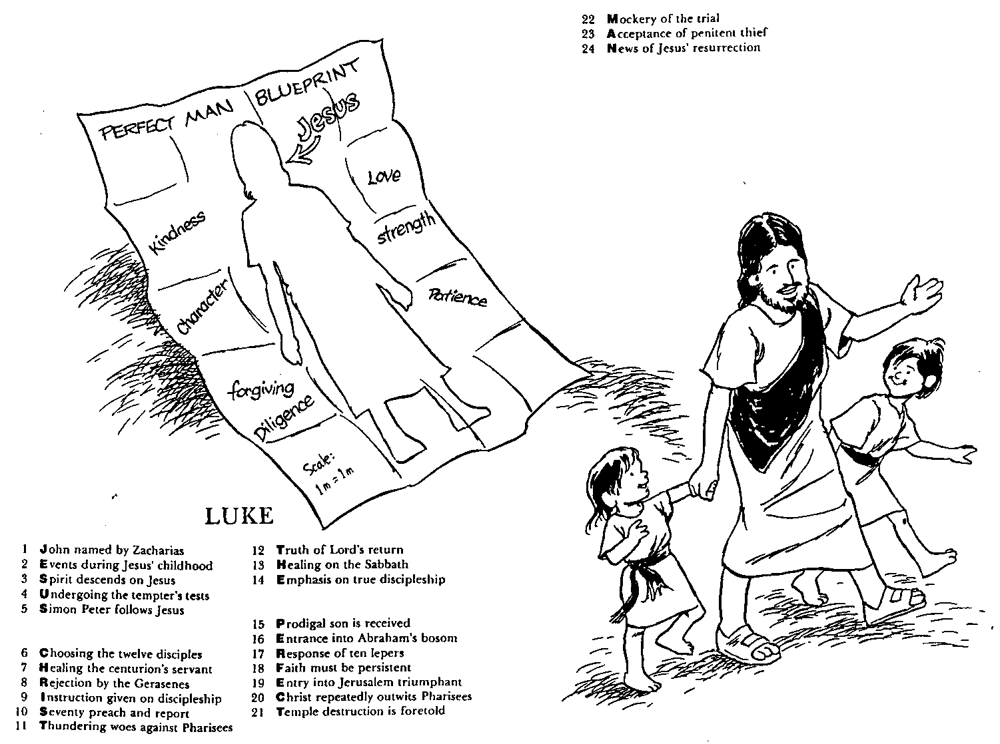 PERFECT MAN BLUEPRINT
Jesus
Love
Kindness
strength
Character
Patience
forgiving
Diligence
Scale:
1m = 1m
LUKE
1 John named by Zacharias
2 Events during Jesus' childhood
3 Spirit descends on Jesus
4 Undergoing the tempter's tests
5 Simon Peter follows Jesus
6 Choosing the twelve disciples
7 Healing the centurion's servant
8 Rejection by the Gerasenes
9 Instruction given on discipleship
10 Seventy preach and report
11 Thundering woes against Pharisees
12 Truth of Lord's return
13 Healing on the Sabbath
14 Emphasis on true discipleship
15 Prodigal son is received
16 Entrance into Abraham's bosom
17 Response of ten lepers
18 Faith must be persistent
19 Entry into Jerusalem triumphant
20 Christ repeatedly outwits Pharisees
21 Temple destruction is foretold
22 Mockery of the trial
23 Acceptance of penitent thief
24 News of Jesus' resurrection